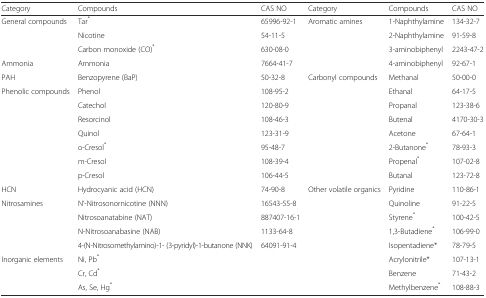 Category Compounds CAS NO Category Compounds CAS NO
General compounds Tar* 65996-92-1 Aromatic amines 1-Naphthylamine 134-32-7
Nicotine 54-11-5 2-Naphthylamine 91-59-8
Carbon monoxide (CO)* 630-08-0 3-aminobiphenyl 2243-47-2
Ammonia Ammonia 7664-41-7 4-aminobiphenyl 92-67-1
PAH Benzopyrene (BaP) 50-32-8 Carbonyl compounds Methanal 50-00-0
Phenolic compounds Phenol 108-95-2 Ethanal 64-17-5
Catechol 120-80-9 Propanal 123-38-6
Resorcinol 108-46-3 Butenal 4170-30-3
Quinol 123-31-9 Acetone 67-64-1
o-Cresol* 95-48-7 2-Butanone* 78-93-3
m-Cresol 108-39-4 Propenal* 107-02-8
p-Cresol 106-44-5 Butanal 123-72-8
HCN Hydrocyanic acid (HCN) 74-90-8 Other volatile organics Pyridine 110-86-1
Nitrosamines N'-Nitrosonornicotine (NNN) 16543-55-8 Quinoline 91-22-5
Nitrosoanatabine (NAT) 887407-16-1 Styrene* 100-42-5
N-Nitrosoanabasine (NAB) 1133-64-8 1,3-Butadiene* 106-99-0
4-(N-Nitrosomethylamino)-1- (3-pyridyl)-1-butanone (NNK) 64091-91-4 Isopentadiene* 78-79-5
Inorganic elements Ni, Pb* Acrylonitrile* 107-13-1
Cr, Cd* Benzene 71-43-2
As, Se, Hg* Methylbenzene* 108-88-3